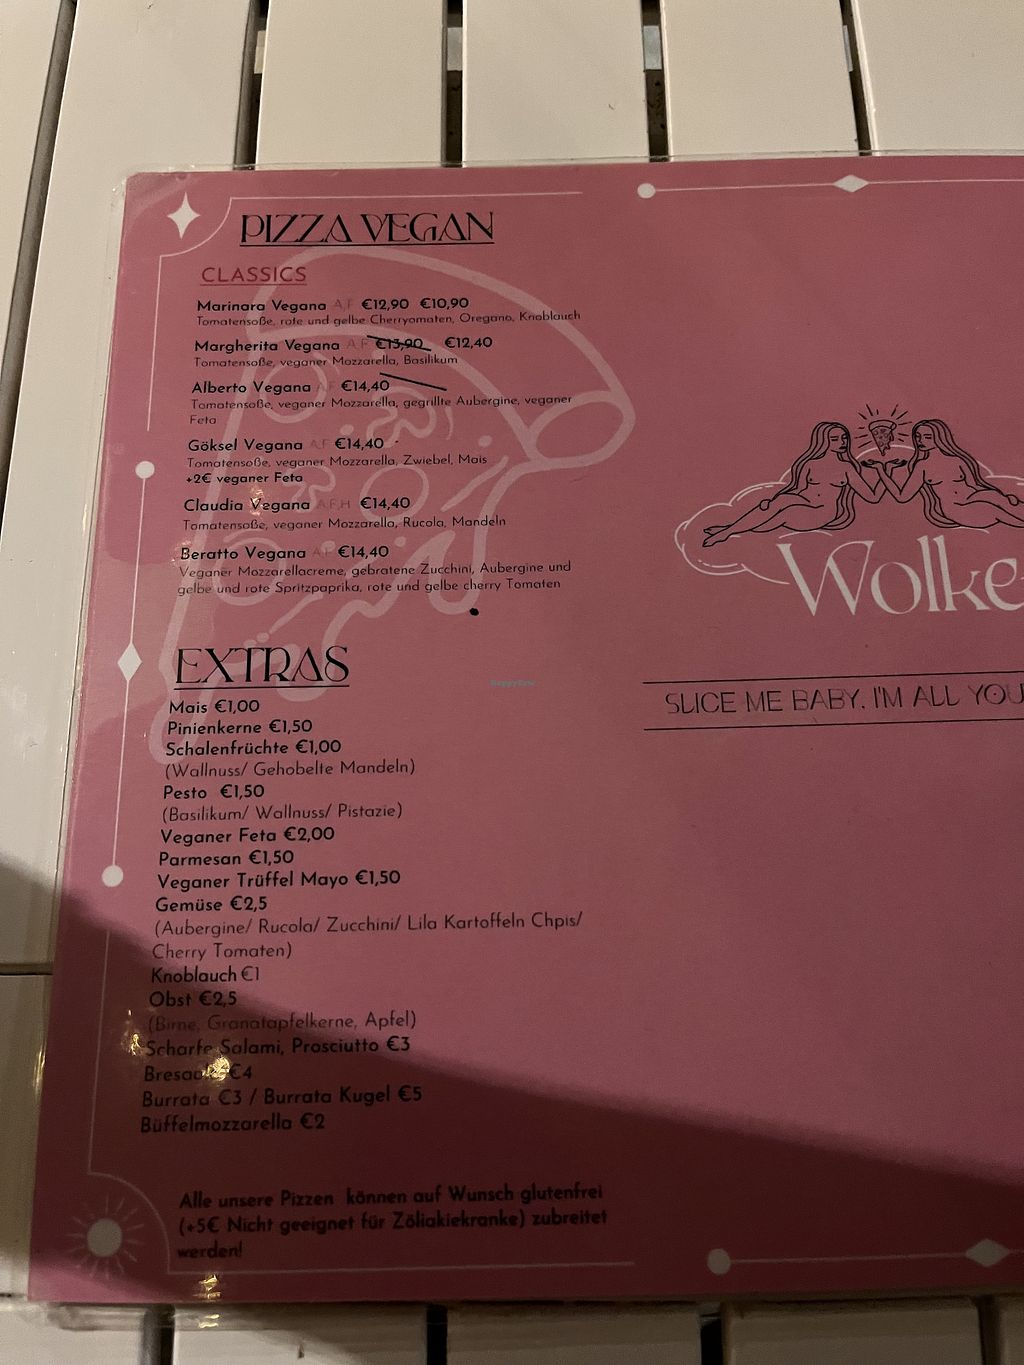 PIZZA VEGAN
CLASSICS
Marinara Vegana A,F €12,90 €10,90
Tomatensoße, rote und gelbe Cherryomaten, Oregano, Knoblauch
Margherita Vegana A,F €13,90 €12,40
Tomatensoße, veganer Mozzarella, Basilikum
Alberto Vegana A,F €14,40
Tomatensoße, veganer Mozzarella, gegrillte Aubergine, veganer
Feta
Göksel Vegana A,F €14,40
Tomatensoße, veganer Mozzarella, Zwiebel, Mais
+2€ veganer Feta
Claudia Vegana A,F,H €14,40
Tomatensoße, veganer Mozzarella, Rucola, Mandeln
Beratto Vegana A,F €14,40
Veganer Mozzarellacreme, gebratene Zucchini, Aubergine und
gelbe und rote Spritzpaprika, rote und gelbe cherry Tomaten
EXTRAS
Mais €1,00
Pinienkerne €1,50
Schalenfrüchte €1,00
(Wallnuss/ Gehobelte Mandeln)
Pesto €1,50
(Basilikum/ Wallnuss/ Pistazie)
Veganer Feta €2,00
Parmesan €1,50
Veganer Trüffel Mayo €1,50
Gemüse €2,5
(Aubergine/ Rucola/ Zucchini/ Lila Kartoffeln Chpis/
Cherry Tomaten)
Knoblauch €1
Obst €2,5
(Birne, Granatapfelkerne, Apfel)
Scharfe Salami, Prosciutto €3
€4
Burrata €3 / Burrata Kugel €5
Büffelmozzarella €2
Alle unsere Pizzen können auf Wunsch glutenfrei
(+5€ Nicht geeignet für Zöliakiekranke) zubreitet
werden!
Wolke
SLICE ME BABY, I'M ALL YOU
HappyCow